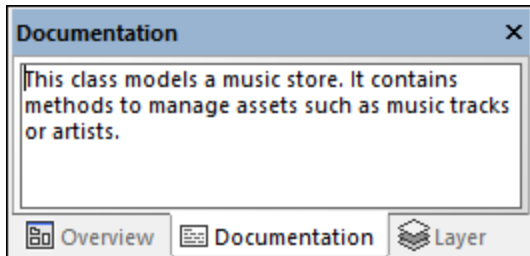 Documentation
This class models a music store. It contains
methods to manage assets such as music tracks
or artists.
Overview Documentation Layer